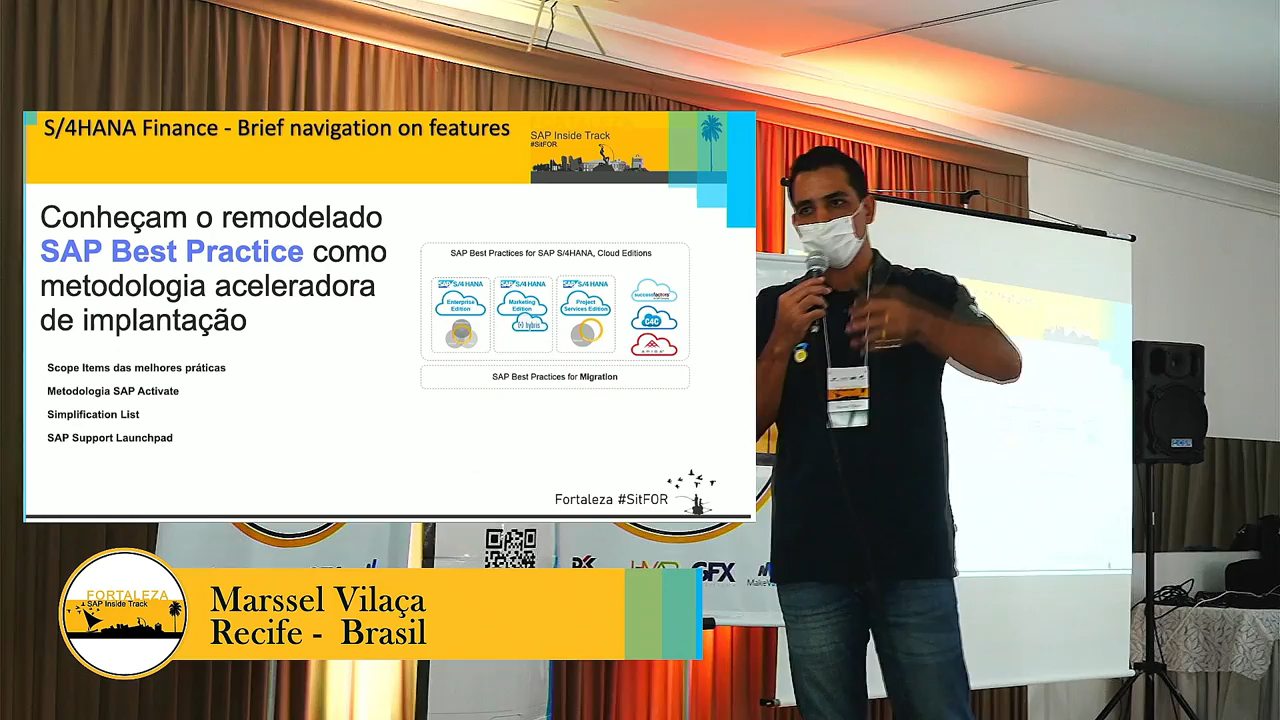 S/4HANA Finance - Brief navigation on features
SAP Inside Track
#SitFOR
Conheçam o remodelado
SAP Best Practice como
metodologia aceleradora
de implantação
Scope Items das melhores práticas
Metodologia SAP Activate
Simplification List
SAP Support Launchpad
SAP Best Practices for SAP S/4HANA, Cloud Editions
SAP S/4HANA
Enterprise
Edition
SAP S/4HANA
Marketing
Edition
hybris
SAP S/4HANA
Project
Services Edition
successfactors
C4C
ARIBA
SAP Best Practices for Migration
Fortaleza #SitFOR
GFX
FORTALEZA
SAP Inside Track
Marssel Vilaça
Recife - Brasil